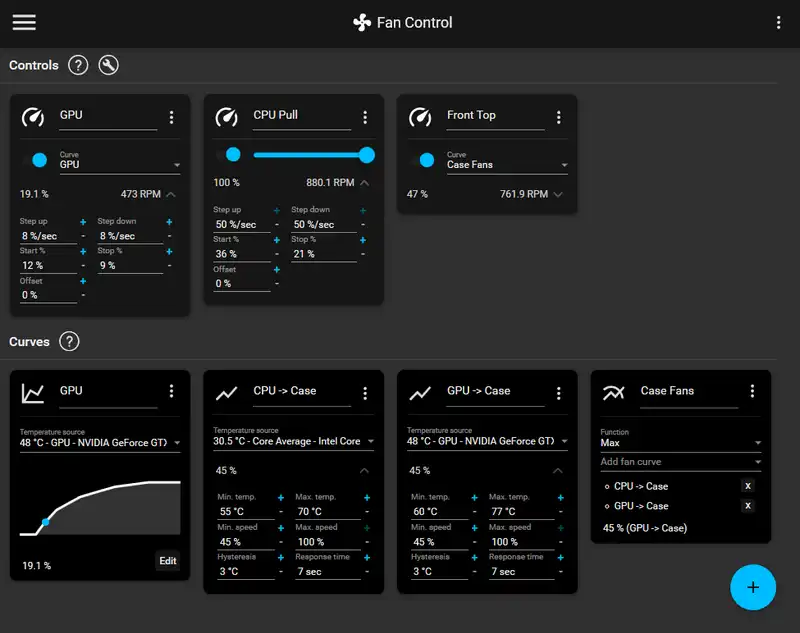 Fan Control
Controls ?
GPU
Curve
GPU
19.1 % 473 RPM
Step up + Step down +
8 %/sec - 8 %/sec -
Start % + Stop % +
12 % - 9 % -
Offset +
0 % -
CPU Pull
100 % 880.1 RPM
Step up + Step down +
50 %/sec - 50 %/sec -
Start % + Stop % +
36 % - 21 % -
Offset +
0 % -
Front Top
Curve
Case Fans
47 % 761.9 RPM
Curves ?
GPU
Temperature source
48 °C - GPU - NVIDIA GeForce GTX
19.1 % Edit
CPU -> Case
Temperature source
30.5 °C - Core Average - Intel Core
45 %
Min. temp. + Max. temp. +
55 °C - 70 °C -
Min. speed + Max. speed +
45 % - 100 % -
Hysteresis + Response time +
3 °C - 7 sec -
GPU -> Case
Temperature source
48 °C - GPU - NVIDIA GeForce GTX
45 %
Min. temp. + Max. temp. +
60 °C - 77 °C -
Min. speed + Max. speed +
45 % - 100 % -
Hysteresis + Response time +
3 °C - 7 sec -
Case Fans
Function
Max
Add fan curve
CPU -> Case X
GPU -> Case X
45 % (GPU -> Case)
+